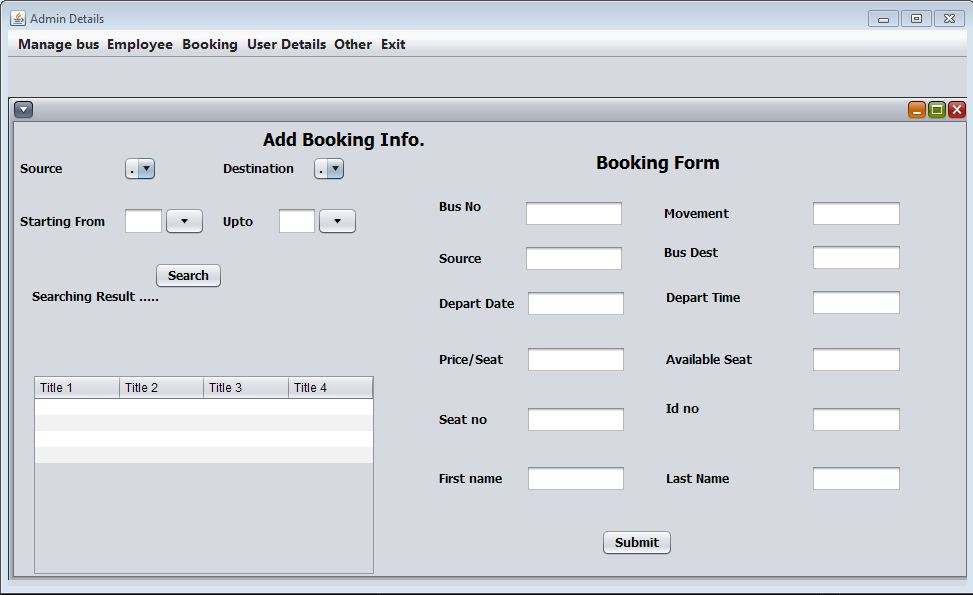 Admin Details
Manage bus Employee Booking User Details Other Exit
Add Booking Info.
Source . Destination .
Starting From Upto
Search
Searching Result .....
Title 1 Title 2 Title 3 Title 4
Booking Form
Bus No Movement
Source Bus Dest
Depart Date Depart Time
Price/Seat Available Seat
Seat no Id no
First name Last Name
Submit